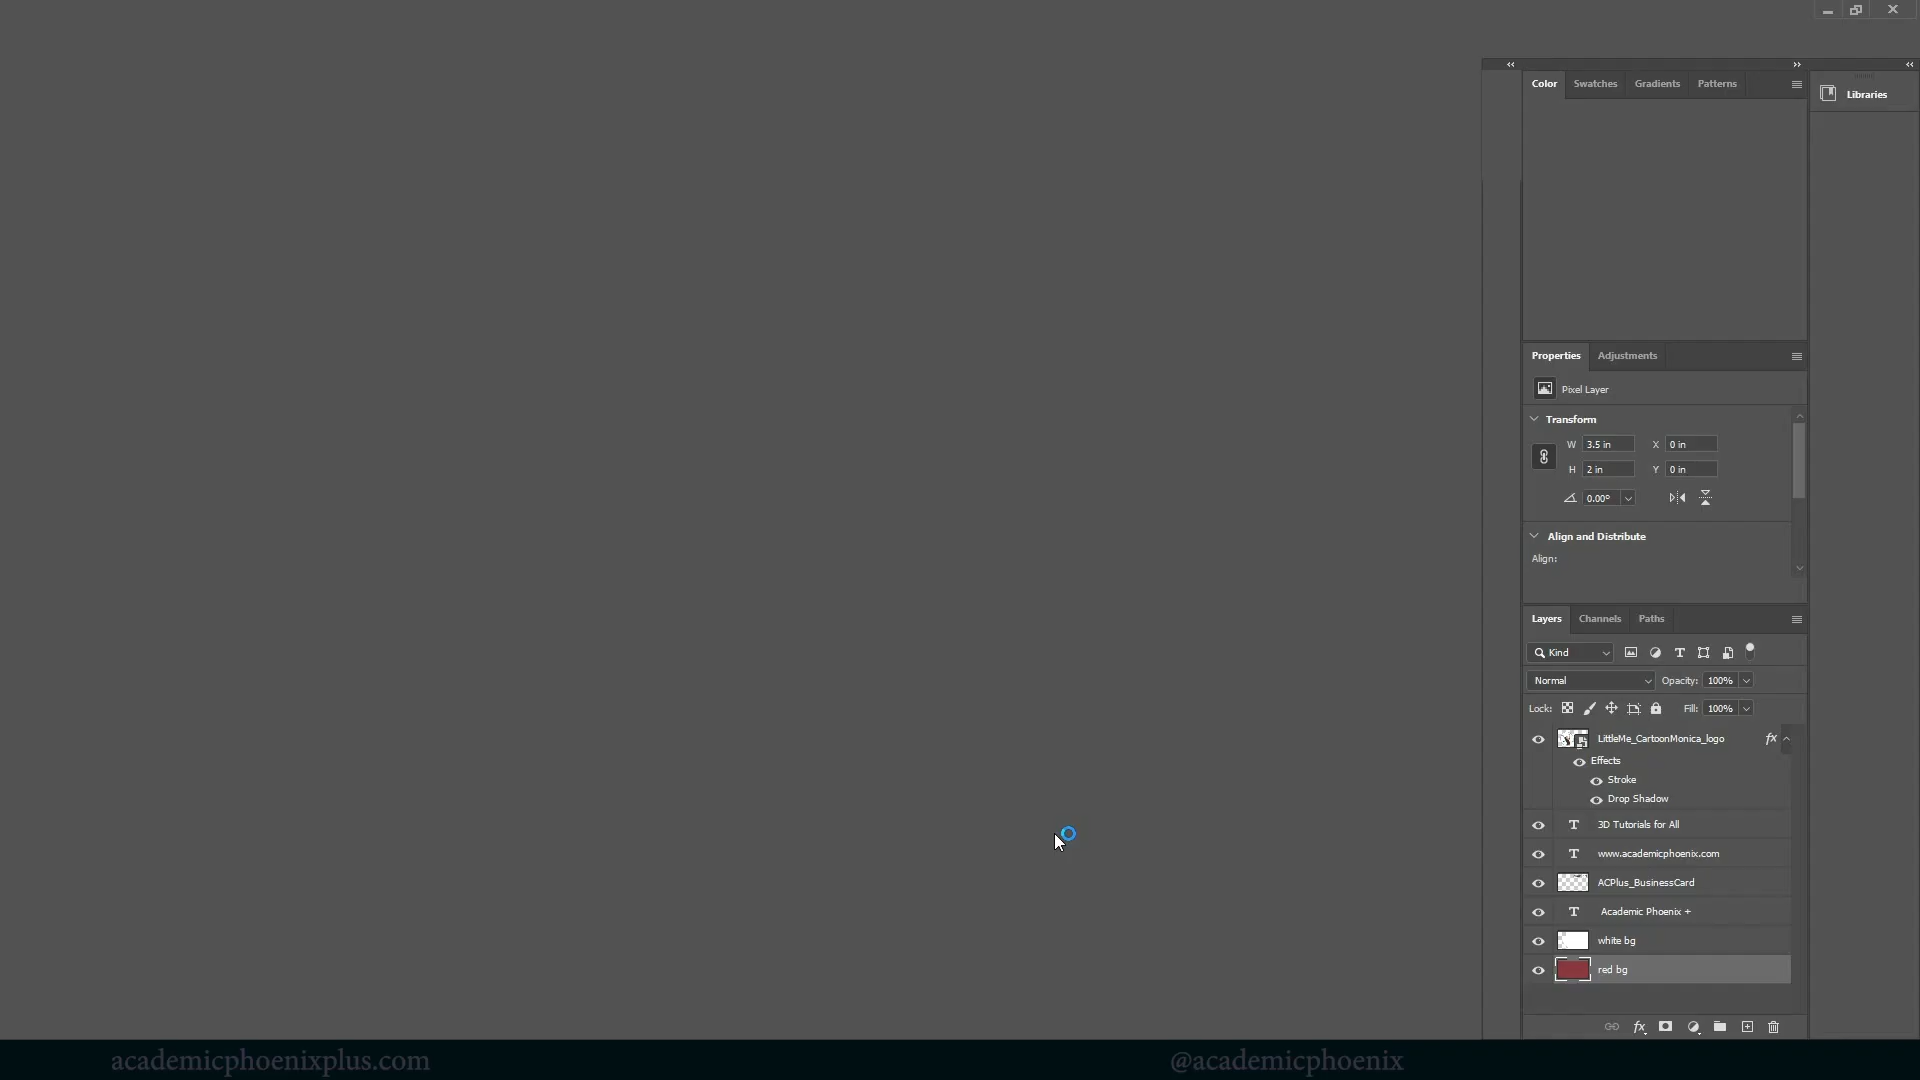 Color Swatches Gradients Patterns
Libraries
Properties Adjustments
Pixel Layer
Transform
W 3.5 in X 0 in
H 2 in Y 0 in
0.00°
Align and Distribute
Align:
Layers Channels Paths
Kind
Normal Opacity: 100%
Lock: Fill: 100%
LittleMe_CartoonMonica_logo fx
Effects
Stroke
Drop Shadow
T 3D Tutorials for All
T www.academicphoenix.com
ACPlus_BusinessCard
T Academic Phoenix +
white bg
red bg
fx
academicphoenixplus.com @academicphoenix